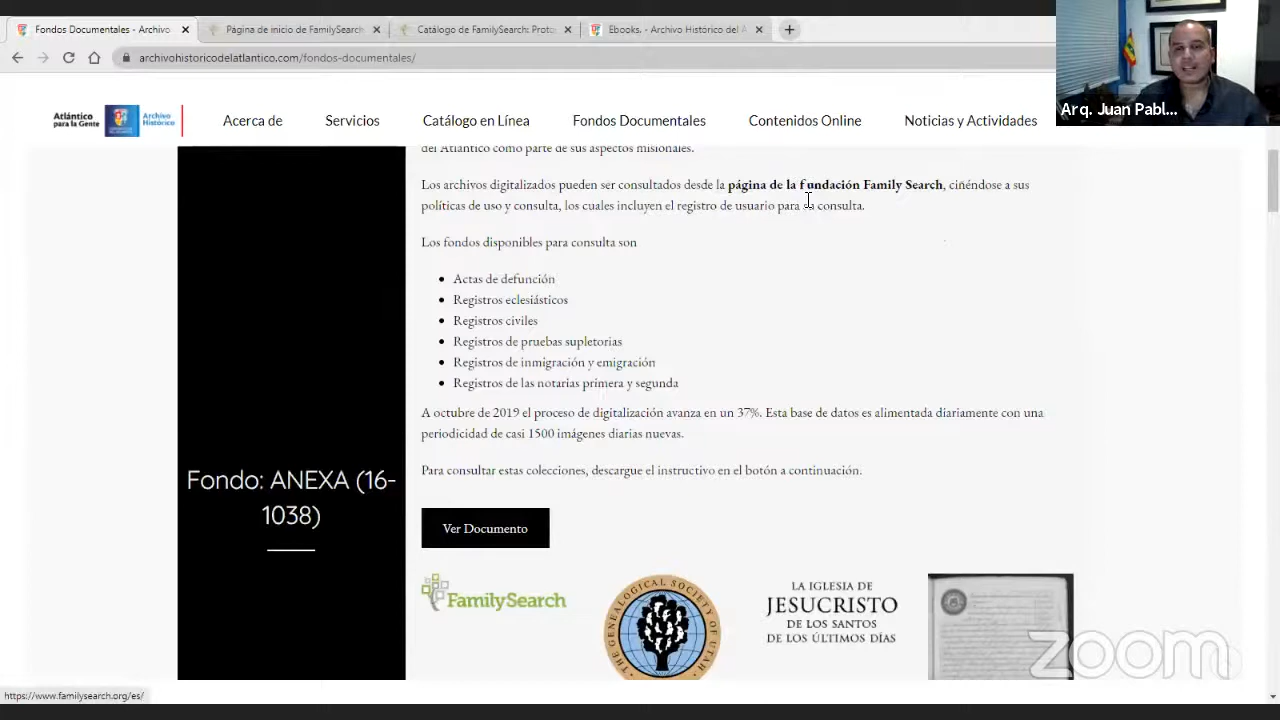 Fondos Documentales - Archivo
Página de inicio de FamilySearch
Catálogo de FamilySearch: Proto
Ebooks. - Archivo Histórico del A
archivohistoricodelatlantico.com/fondos-documentales/
Arq. Juan Pabl...
Atlántico para la Gente
Archivo Histórico
Acerca de
Servicios
Catálogo en Línea
Fondos Documentales
Contenidos Online
Noticias y Actividades
del Atlántico como parte de sus aspectos misionales.
Los archivos digitalizados pueden ser consultados desde la página de la fundación Family Search, ciñéndose a sus
políticas de uso y consulta, los cuales incluyen el registro de usuario para su consulta.
Los fondos disponibles para consulta son
Actas de defunción
Registros eclesiásticos
Registros civiles
Registros de pruebas supletorias
Registros de inmigración y emigración
Registros de las notarias primera y segunda
A octubre de 2019 el proceso de digitalización avanza en un 37%. Esta base de datos es alimentada diariamente con una
periodicidad de casi 1500 imágenes diarias nuevas.
Para consultar estas colecciones, descargue el instructivo en el botón a continuación.
Fondo: ANEXA (16-
1038)
Ver Documento
FamilySearch
THE GENEALOGICAL SOCIETY OF UTAH
LA IGLESIA DE
JESUCRISTO
DE LOS SANTOS
DE LOS ÚLTIMOS DÍAS
zoom
https://www.familysearch.org/es/